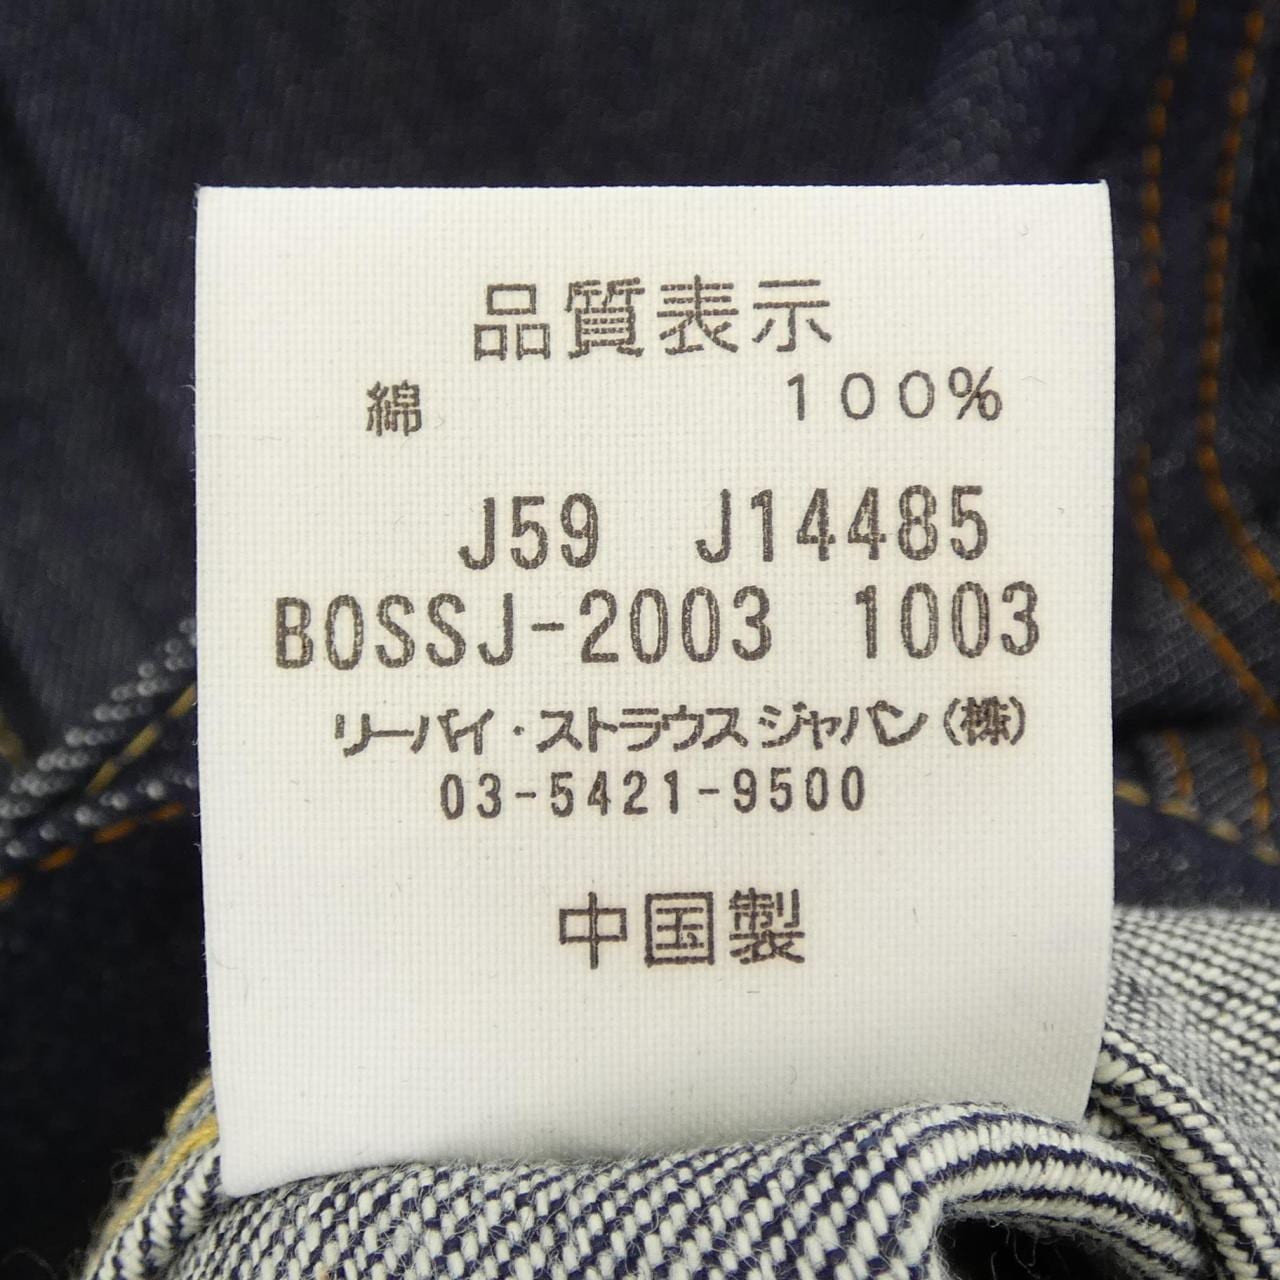 品質表示
綿 100%
J59 J14485
BOSSJ-2003 1003
リーバイ・ストラウス ジャパン(株)
03-5421-9500
中国製